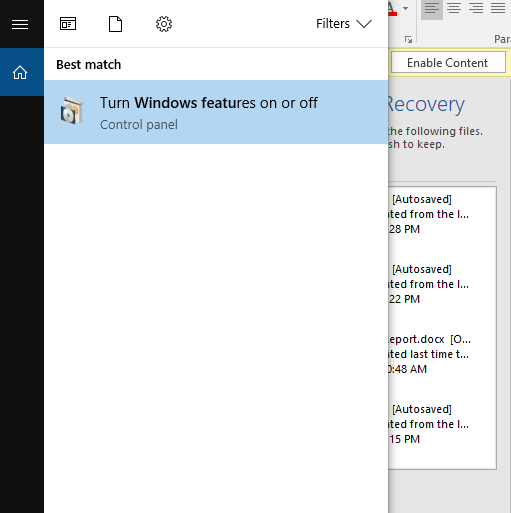 Filters
Best match
Turn Windows features on or off
Control panel
Enable Content
Recovery
the following files.
sh to keep.
[Autosaved]
ated from the l...
28 PM
[Autosaved]
ated from the l...
22 PM
eport.docx [O...
ated last time t...
0:48 AM
[Autosaved]
ated from the l...
15 PM